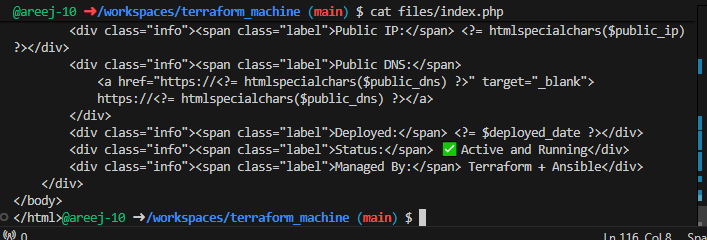 @areej-10 ➜/workspaces/terraform_machine (main) $ cat files/index.php
<div class="info"><span class="label">Public IP:</span> <?= htmlspecialchars($public_ip)
?></div>
<div class="info"><span class="label">Public DNS:</span>
<a href="https://<?= htmlspecialchars($public_dns) ?>" target="_blank">
https://<?= htmlspecialchars($public_dns) ?></a>
</div>
<div class="info"><span class="label">Deployed:</span> <?= $deployed_date ?></div>
<div class="info"><span class="label">Status:</span> ✅ Active and Running</div>
<div class="info"><span class="label">Managed By:</span> Terraform + Ansible</div>
</div>
</body>
</html>@areej-10 ➜/workspaces/terraform_machine (main) $
0 Ln 116, Col 8 Spa